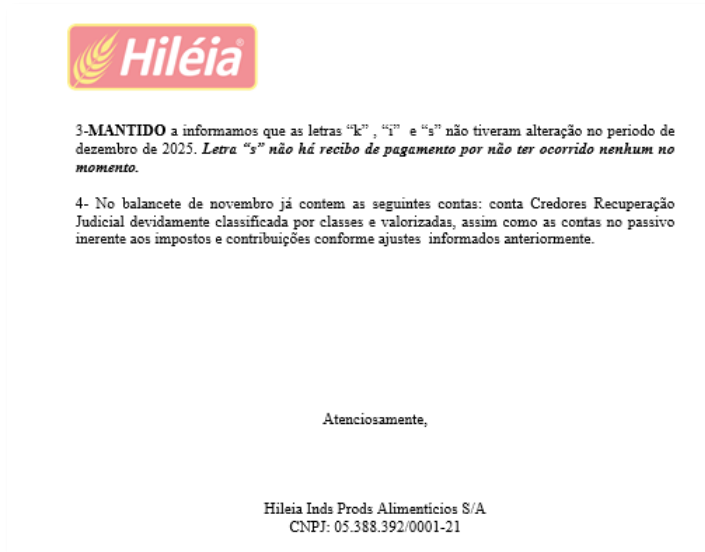 Hiléia®
3-MANTIDO a informamos que as letras “k” , “i” e “s” não tiveram alteração no periodo de
dezembro de 2025. Letra “s” não há recibo de pagamento por não ter ocorrido nenhum no
momento.
4- No balancete de novembro já contem as seguintes contas: conta Credores Recuperação
Judicial devidamente classificada por classes e valorizadas, assim como as contas no passivo
inerente aos impostos e contribuições conforme ajustes informados anteriormente.
Atenciosamente,
Hileia Inds Prods Alimentícios S/A
CNPJ: 05.388.392/0001-21